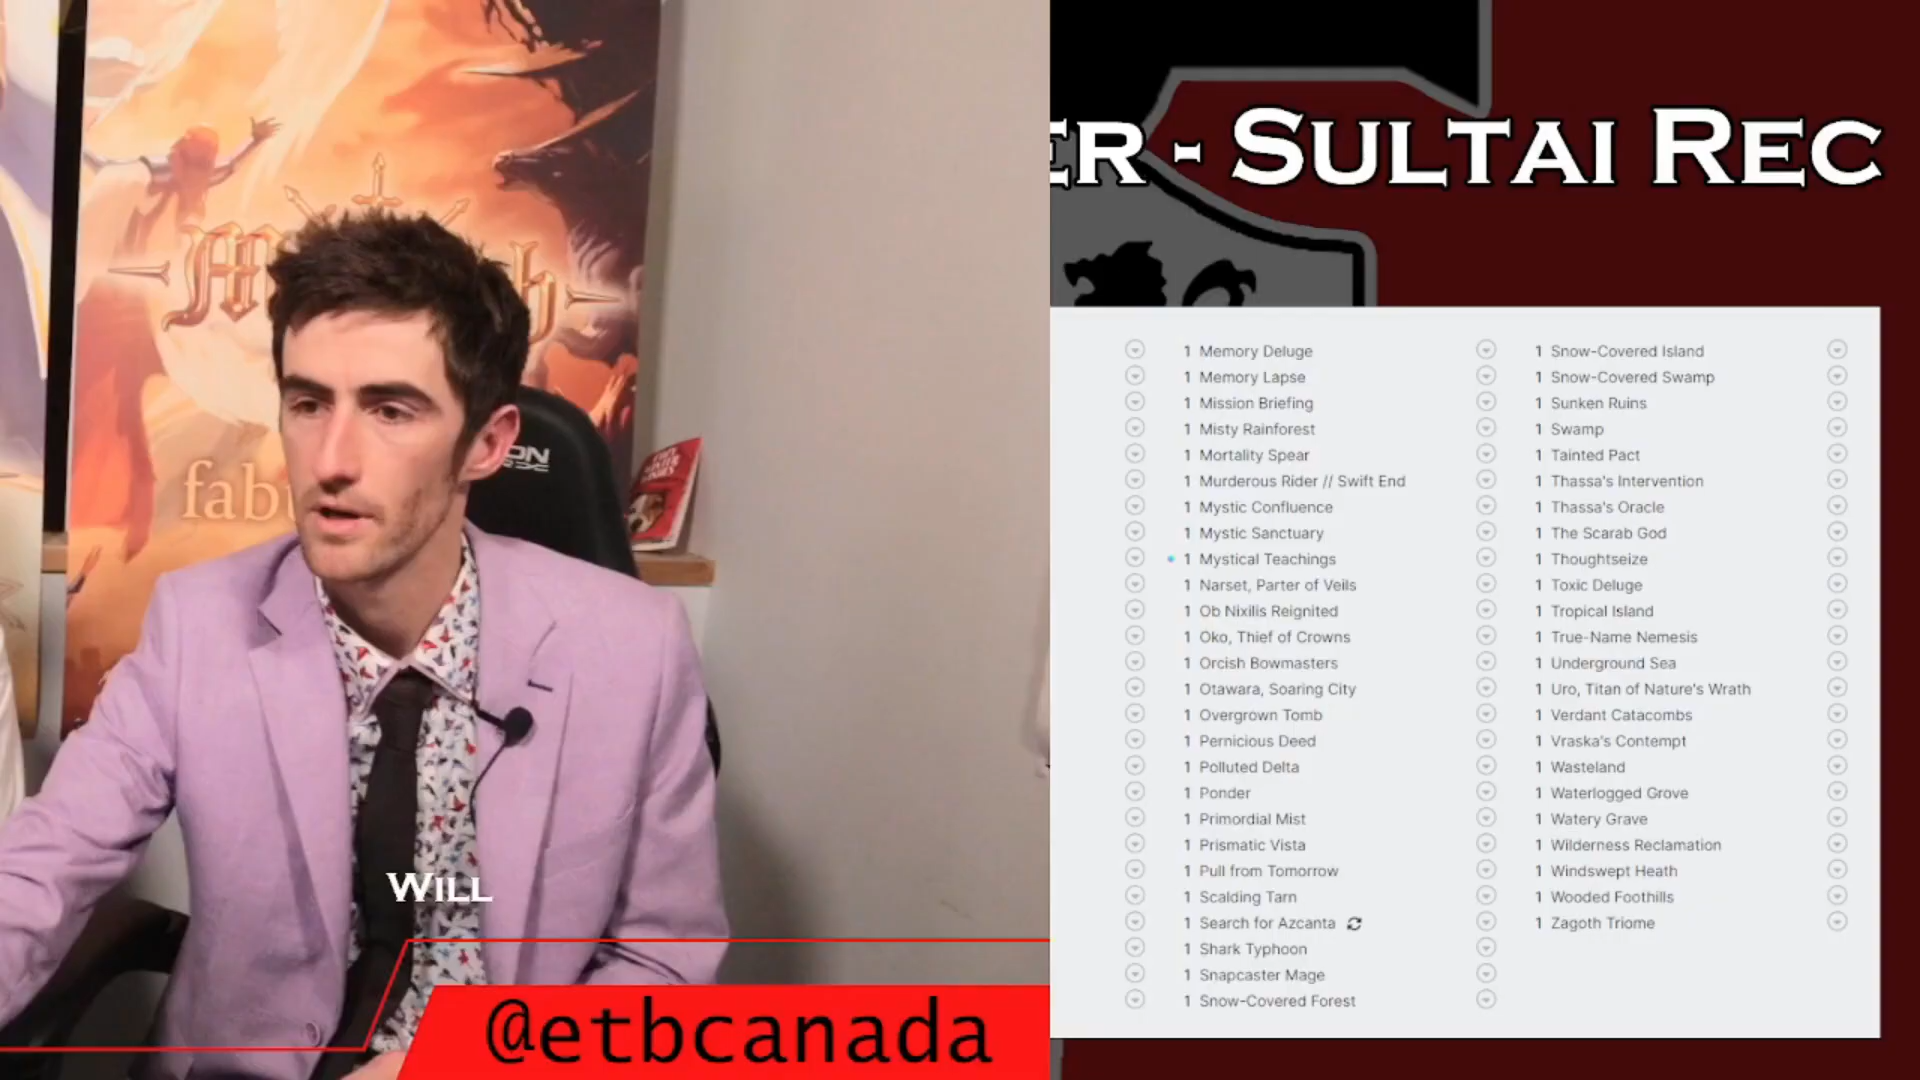 ER - SULTAI REC
fab
WILL
@etbcanada
1 Memory Deluge
1 Memory Lapse
1 Mission Briefing
1 Misty Rainforest
1 Mortality Spear
1 Murderous Rider // Swift End
1 Mystic Confluence
1 Mystic Sanctuary
1 Mystical Teachings
1 Narset, Parter of Veils
1 Ob Nixilis Reignited
1 Oko, Thief of Crowns
1 Orcish Bowmasters
1 Otawara, Soaring City
1 Overgrown Tomb
1 Pernicious Deed
1 Polluted Delta
1 Ponder
1 Primordial Mist
1 Prismatic Vista
1 Pull from Tomorrow
1 Scalding Tarn
1 Search for Azcanta
1 Shark Typhoon
1 Snapcaster Mage
1 Snow-Covered Forest
1 Snow-Covered Island
1 Snow-Covered Swamp
1 Sunken Ruins
1 Swamp
1 Tainted Pact
1 Thassa's Intervention
1 Thassa's Oracle
1 The Scarab God
1 Thoughtseize
1 Toxic Deluge
1 Tropical Island
1 True-Name Nemesis
1 Underground Sea
1 Uro, Titan of Nature's Wrath
1 Verdant Catacombs
1 Vraska's Contempt
1 Wasteland
1 Waterlogged Grove
1 Watery Grave
1 Wilderness Reclamation
1 Windswept Heath
1 Wooded Foothills
1 Zagoth Triome